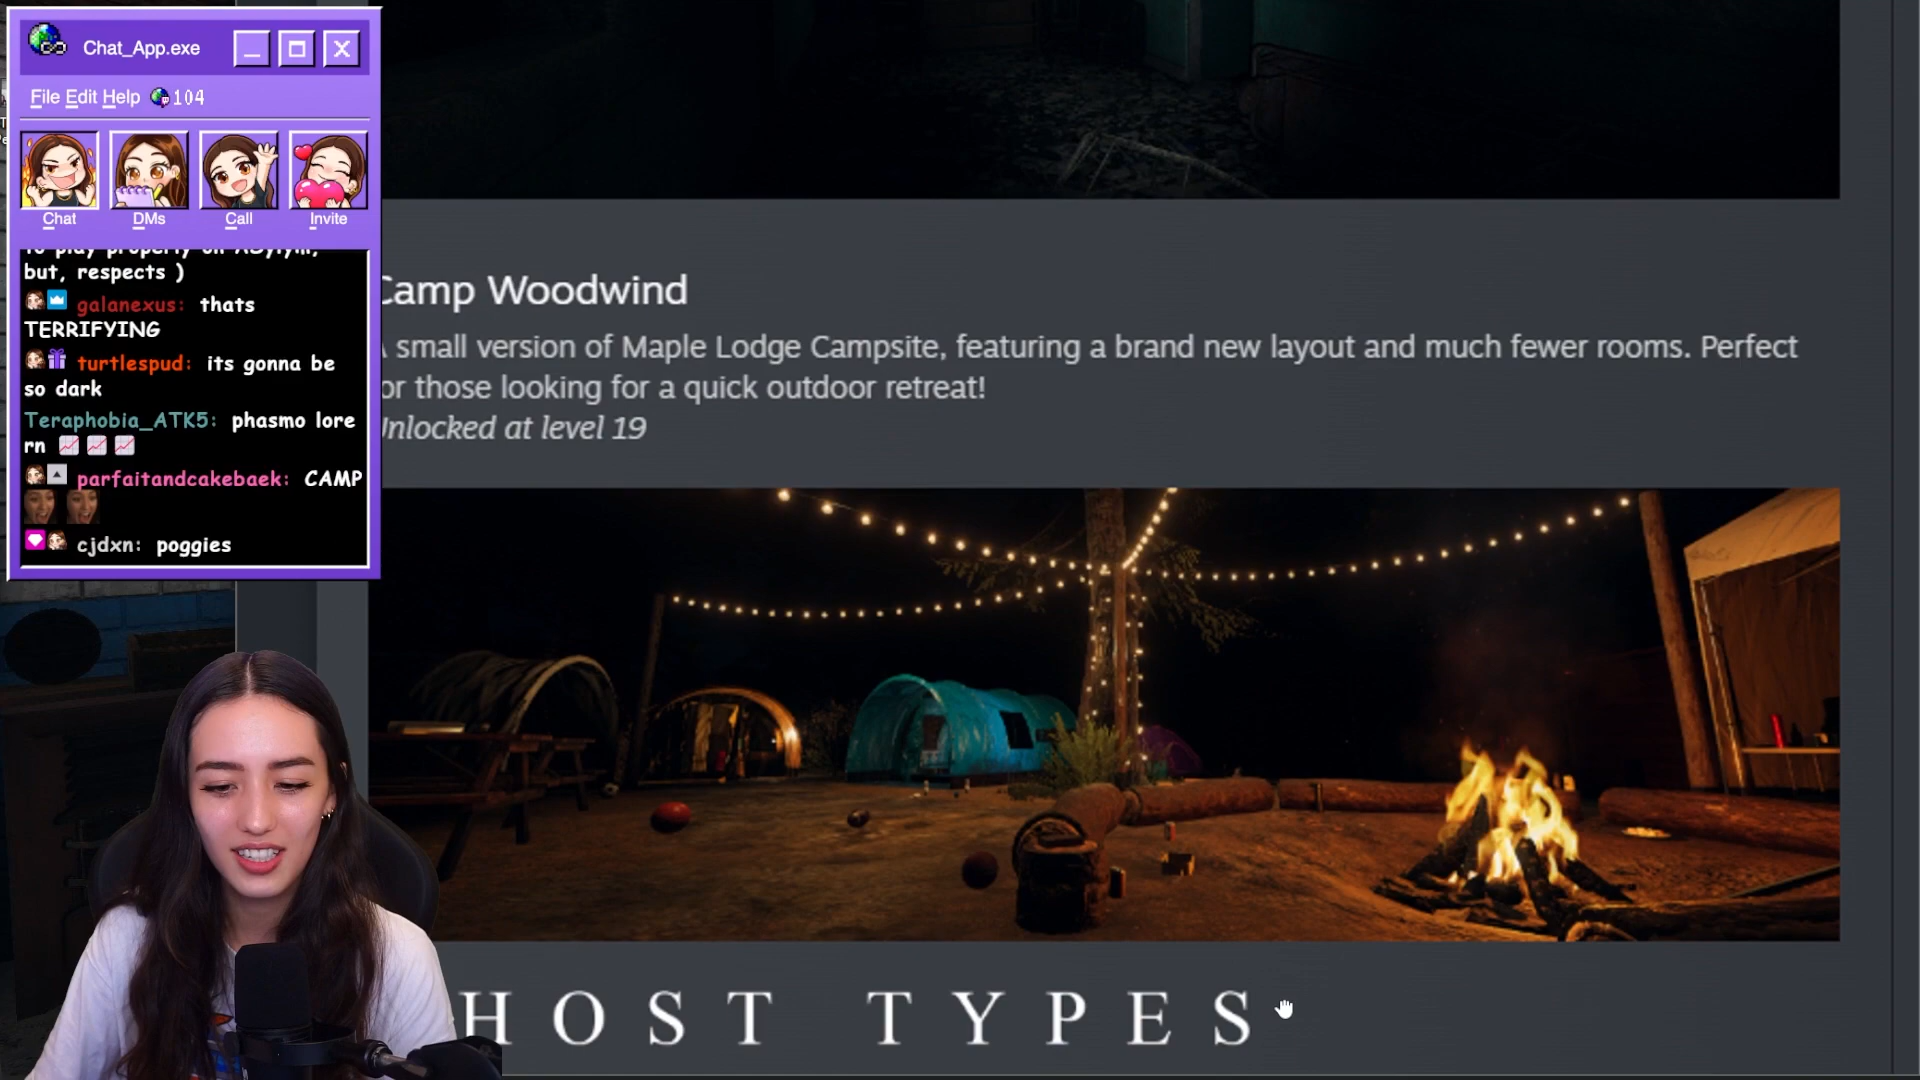 Chat_App.exe
File Edit Help 104
Chat DMs Call Invite
but, respects )
galanexus: thats
TERRIFYING
turtlespud: its gonna be
so dark
Teraphobia_ATK5: phasmo lore
rn
parfaitandcakebaek: CAMP
cjdxn: poggies
Camp Woodwind
small version of Maple Lodge Campsite, featuring a brand new layout and much fewer rooms. Perfect
or those looking for a quick outdoor retreat!
Unlocked at level 19
HOST TYPES